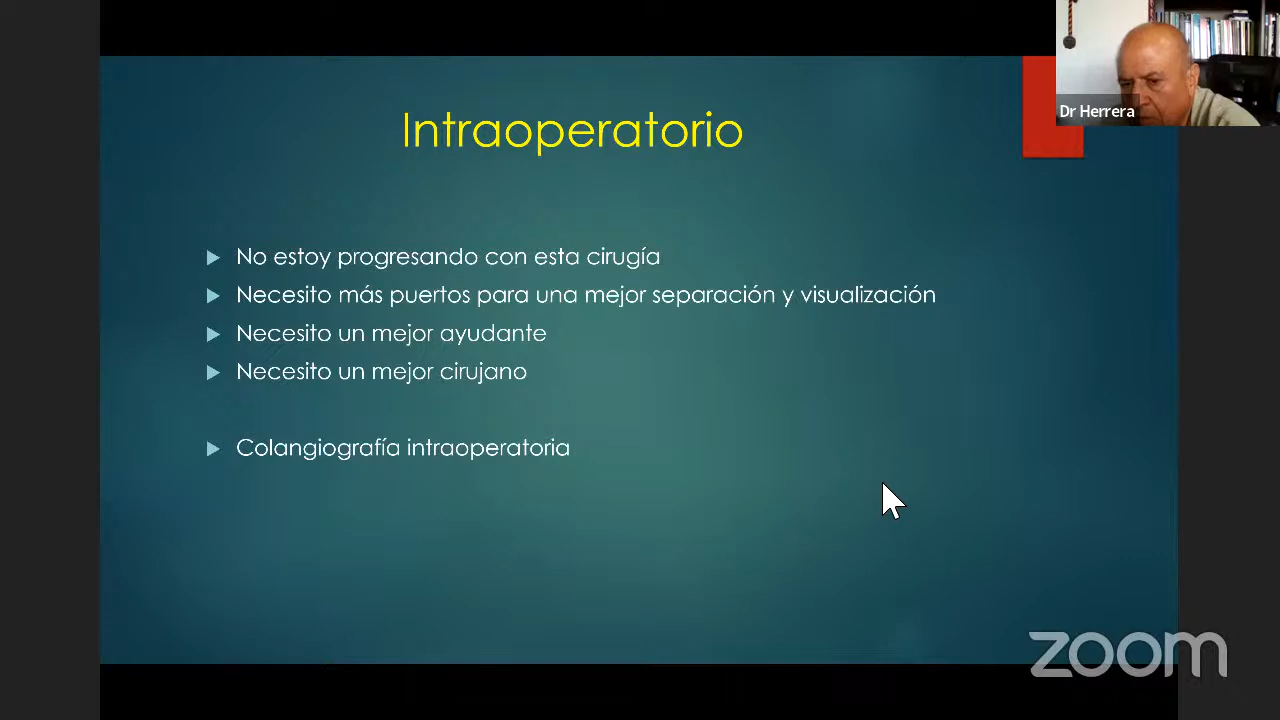 Dr Herrera
Intraoperatorio
No estoy progresando con esta cirugía
Necesito más puertos para una mejor separación y visualización
Necesito un mejor ayudante
Necesito un mejor cirujano
Colangiografía intraoperatoria
zoom